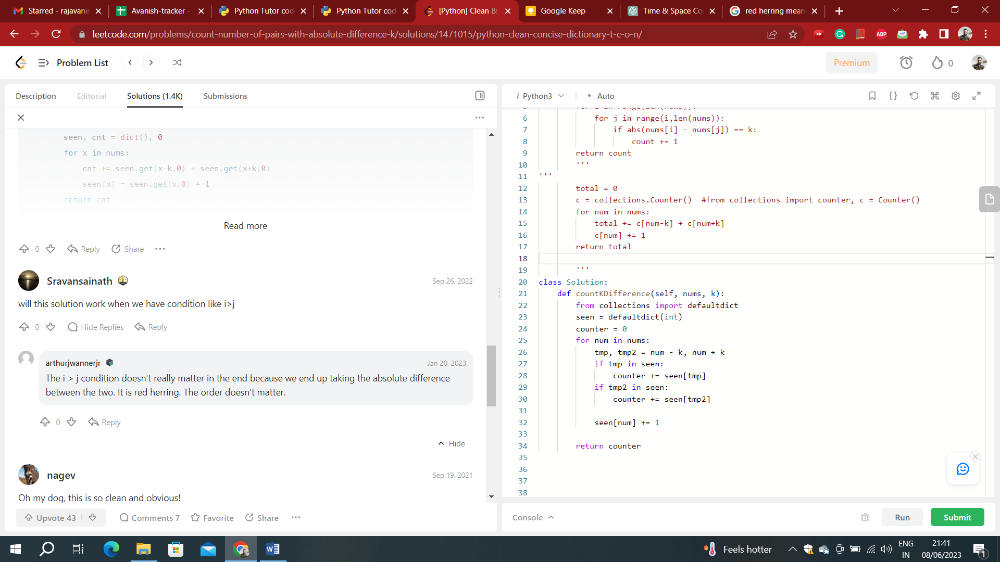 Starred - rajavanis
Avanish-tracker -
Python Tutor cod
Python Tutor cod
[Python] Clean &
Google Keep
Time & Space Co
red herring mean
leetcode.com/problems/count-number-of-pairs-with-absolute-difference-k/solutions/1471015/python-clean-concise-dictionary-t-c-o-n/
ABP
Problem List
Premium
0
Description
Editorial
Solutions (1.4K)
Submissions
seen, cnt = dict(), 0
for x in nums:
cnt += seen.get(x-k,0) + seen.get(x+k,0)
seen[x] = seen.get(x,0) + 1
return cnt
Read more
0 Reply Share
Sravansainath
Sep 26, 2022
will this solution work when we have condition like i>j
0 Hide Replies Reply
arthurjwannerjr
Jan 20, 2023
The i > j condition doesn't really matter in the end because we end up taking the absolute difference
between the two. It is red herring. The order doesn't matter.
0 Reply
Hide
nagev
Sep 19, 2021
Oh my dog, this is so clean and obvious!
Upvote 43 Comments 7 Favorite Share
i Python3 • Auto
for i in range(len(nums)):
6 for j in range(i,len(nums)):
7 if abs(nums[i] - nums[j]) == k:
8 count += 1
9 return count
10 '''
11 '''
12 total = 0
13 c = collections.Counter() #from collections import counter, c = Counter()
14 for num in nums:
15 total += c[num-k] + c[num+k]
16 c[num] += 1
17 return total
18
19 '''
20 class Solution:
21 def countKDifference(self, nums, k):
22 from collections import defaultdict
23 seen = defaultdict(int)
24 counter = 0
25 for num in nums:
26 tmp, tmp2 = num - k, num + k
27 if tmp in seen:
28 counter += seen[tmp]
29 if tmp2 in seen:
30 counter += seen[tmp2]
31
32 seen[num] += 1
33
34 return counter
35
36
37
38
Console
Run
Submit
Feels hotter
ENG
IN
21:41
08/06/2023
1